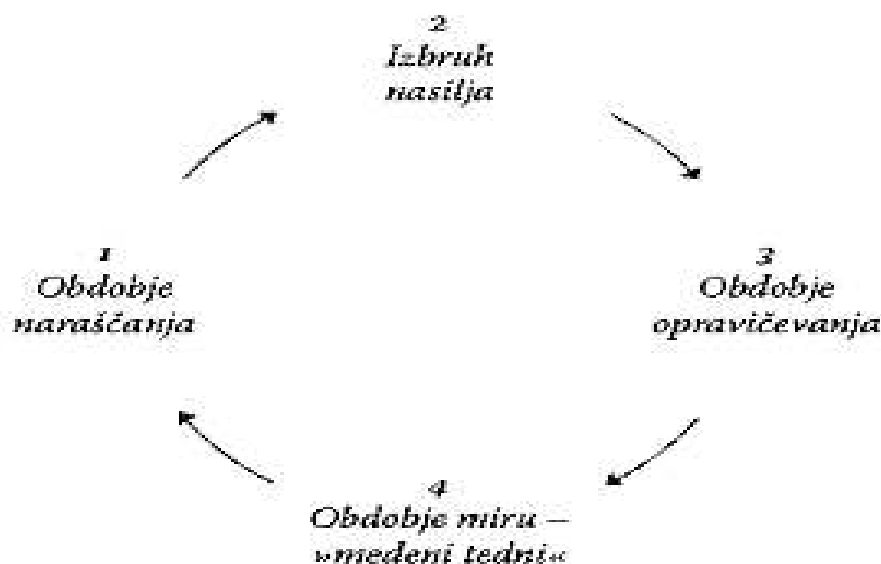 2
Izbruh
nasilja
1
Obdobje
naraščanja
3
Obdobje
opravičevanja
4
Obdobje miru –
»medeni tedni«